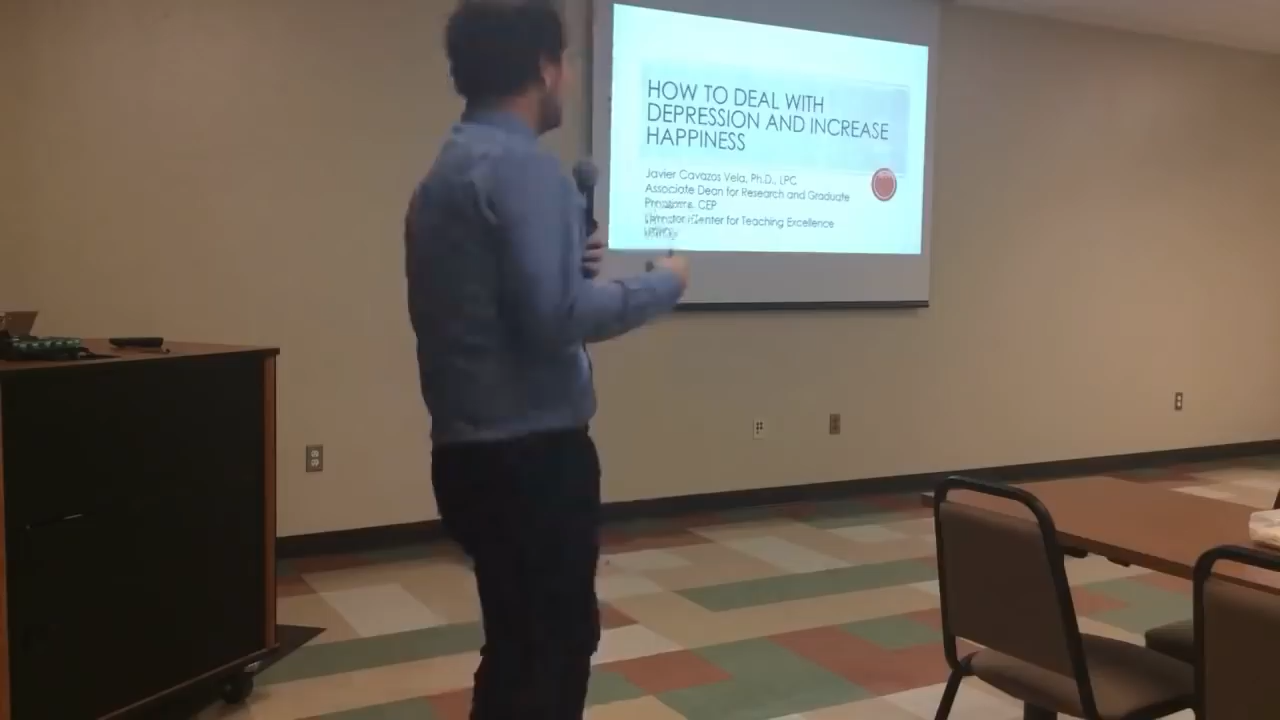 HOW TO DEAL WITH
DEPRESSION AND INCREASE
HAPPINESS
Javier Cavazos Vela, Ph.D., LPC
Associate Dean for Research and Graduate
Programs, CEP
Center for Teaching Excellence